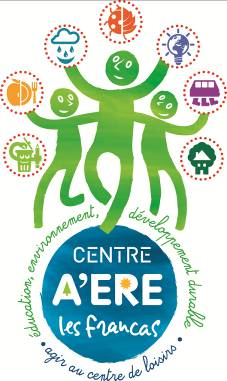 éducation, environnement, développement durable
CENTRE
A'ERE
les francas
• agir au centre de loisirs •